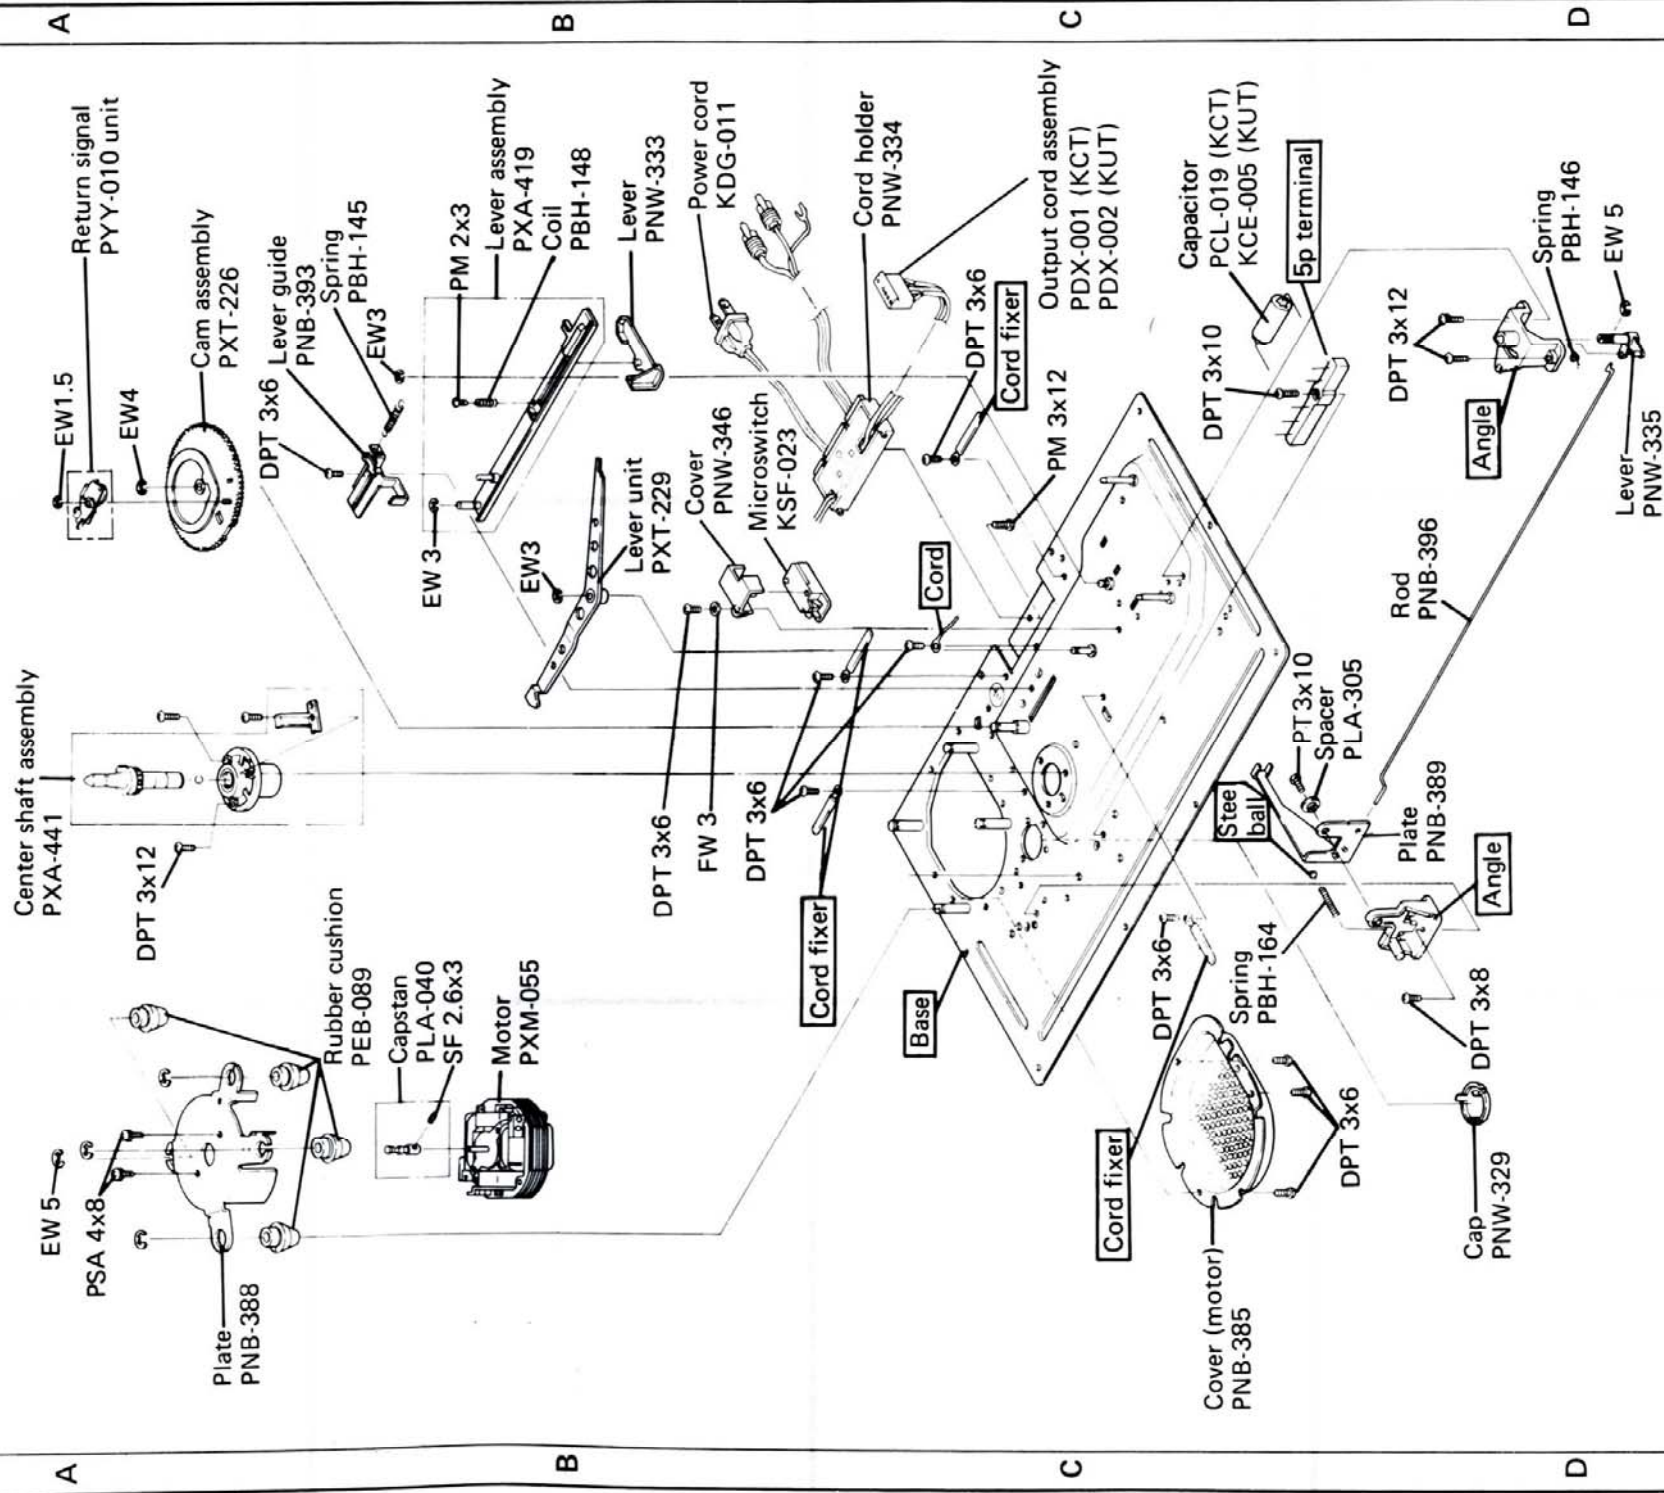 A
B
C
D
Return signal
PYY-010 unit
EW1.5
EW4
Cam assembly
PXT-226
DPT 3x6
Lever guide
PNB-393
Spring
PBH-145
EW3
PM 2x3
Lever assembly
PXA-419
Coil
PBH-148
Lever
PNW-333
Power cord
KDG-011
Cord holder
PNW-334
Output cord assembly
PDX-001 (KCT)
PDX-002 (KUT)
Capacitor
PCL-019 (KCT)
KCE-005 (KUT)
5p terminal
Spring
PBH-146
EW 5
DPT 3x12
Angle
Lever
PNW-335
DPT 3x10
DPT 3x6
Cord fixer
PM 3x12
EW 3
EW3
Lever unit
PXT-229
Cover
PNW-346
Microswitch
KSF-023
Cord
Rod
PNB-396
Center shaft assembly
PXA-441
DPT 3x12
DPT 3x6
FW 3
DPT 3x6
Cord fixer
PT 3x10
Spacer
PLA-305
Steel
ball
Plate
PNB-389
Angle
Rubber cushion
PEB-089
Capstan
PLA-040
SF 2.6x3
Motor
PXM-055
Base
DPT 3x6
Spring
PBH-164
DPT 3x8
EW 5
PSA 4x8
Plate
PNB-388
Cord fixer
DPT 3x6
Cover (motor)
PNB-385
Cap
PNW-329
A
B
C
D